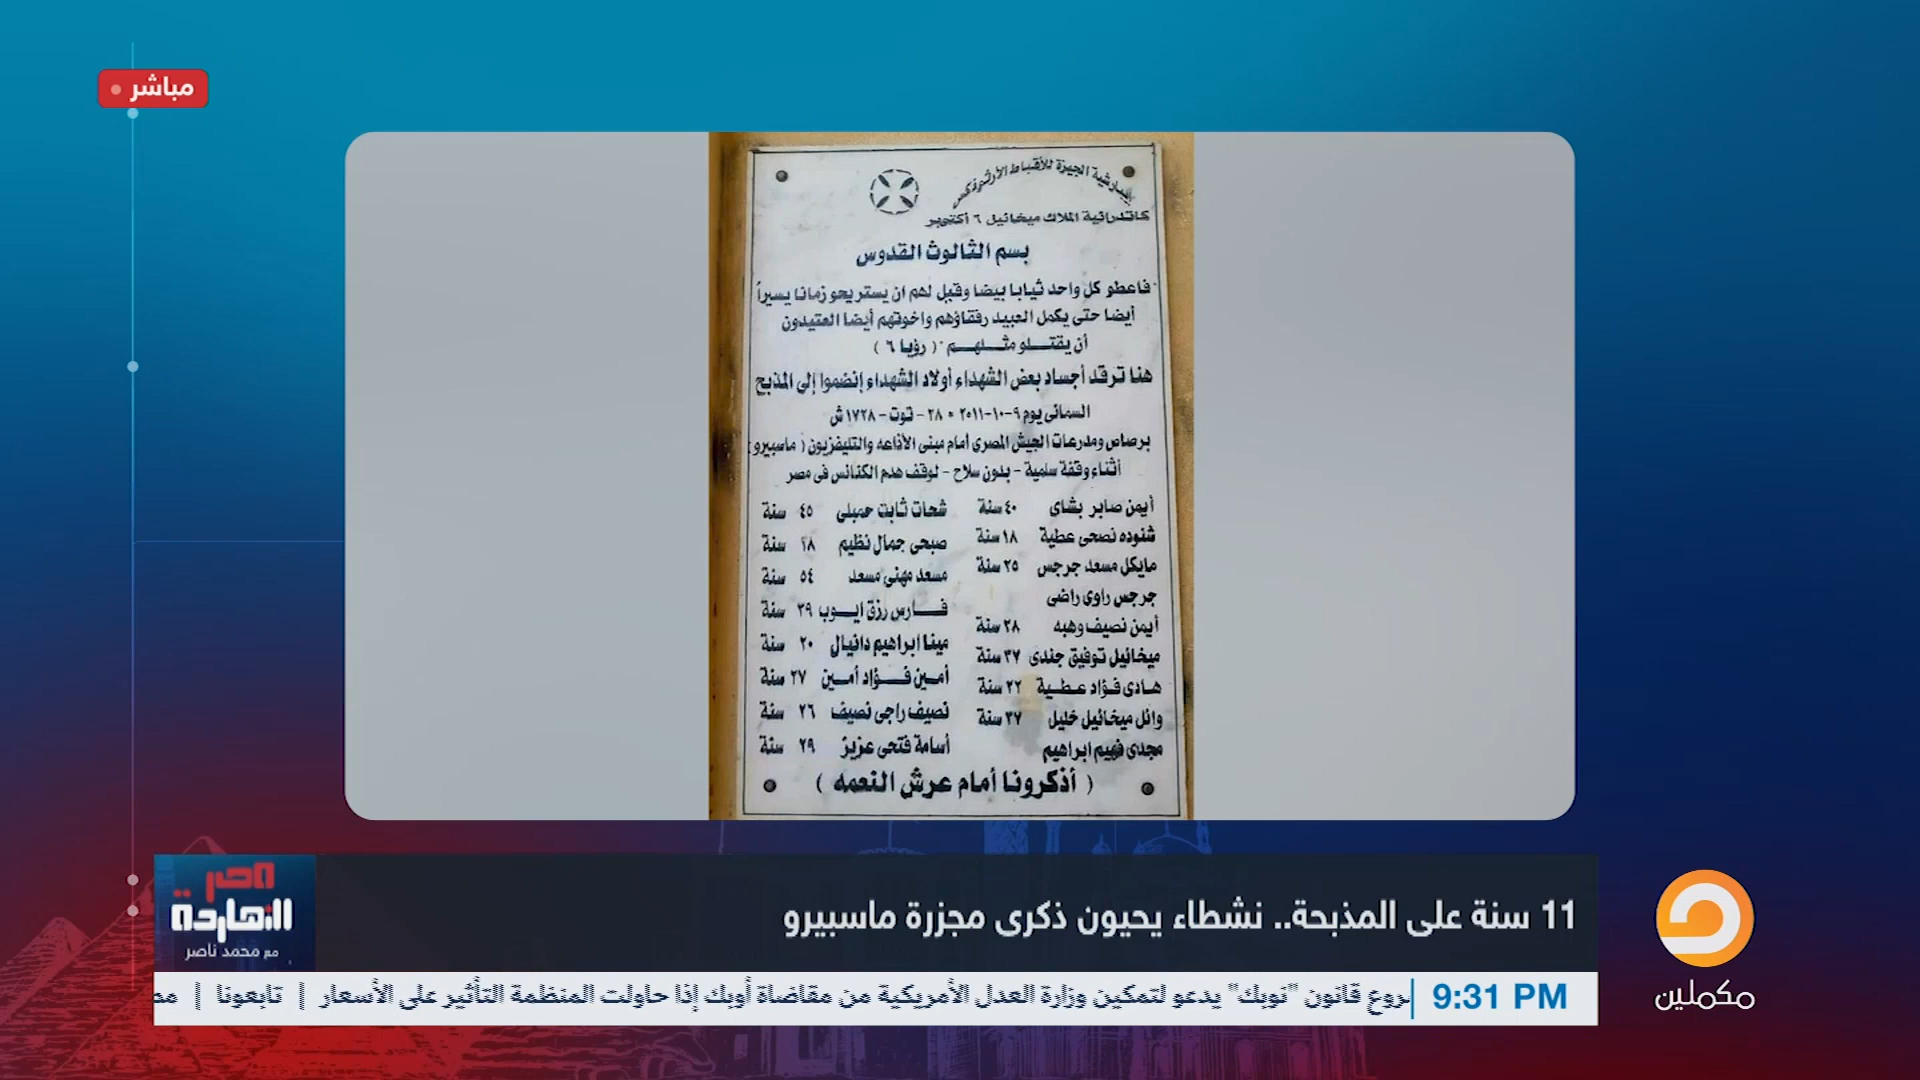 مباشر
إيبارشية الجيزة للأقباط الأرثوذكس
كاتدرائية الملاك ميخائيل ٦ أكتوبر
بسم الثالوث القدوس
"فاعطو كل واحد ثيابا بيضا وقيل لهم ان يستريحو زمانا يسيراً
أيضا حتى يكمل العبيد رفقاؤهم واخوتهم أيضا العتيدون
أن يقتلو مثلهم" ( رؤيا ٦ )
هنا ترقد أجساد بعض الشهداء أولاد الشهداء إنضموا إلى المذبح
السمائى يوم ٩-١٠-٢٠١١ = ٢٨ - توت - ١٧٢٨ ش
برصاص ومدرعات الجيش المصرى أمام مبنى الأذاعه والتليفزيون ( ماسبيرو )
أثناء وقفة سلمية - بدون سلاح - لوقف هدم الكنائس فى مصر
أيمن صابر بشاى ٤٠ سنة
شنوده نصحى عطية ١٨ سنة
مايكل مسعد جرجس ٢٥ سنة
جرجس راوى راضى
أيمن نصيف وهبه ٢٨ سنة
ميخائيل توفيق جندى ٣٧ سنة
هادى فؤاد عطية ٢٢ سنة
وائل ميخائيل خليل ٣٧ سنة
مجدى فهيم ابراهيم
شحات ثابت ٤٥ سنة
صبحى جمال نظيم ١٨ سنة
مسعد مهنى مسعد ٥٤ سنة
فارس رزق ايوب ٣٩ سنة
مينا ابراهيم دانيال ٢٠ سنة
أمين فؤاد أمين ٢٧ سنة
نصيف راجى نصيف ٢٦ سنة
أسامة فتحى عزيز ٢٩ سنة
( أذكرونا أمام عرش النعمه )
11 سنة على المذبحة.. نشطاء يحيون ذكرى مجزرة ماسبيرو
مصر
النهاردة
مع محمد ناصر
9:31 PM
روع قانون "نوبك" يدعو لتمكين وزارة العدل الأمريكية من مقاضاة أوبك إذا حاولت المنظمة التأثير على الأسعار | تابعونا |
مكملين